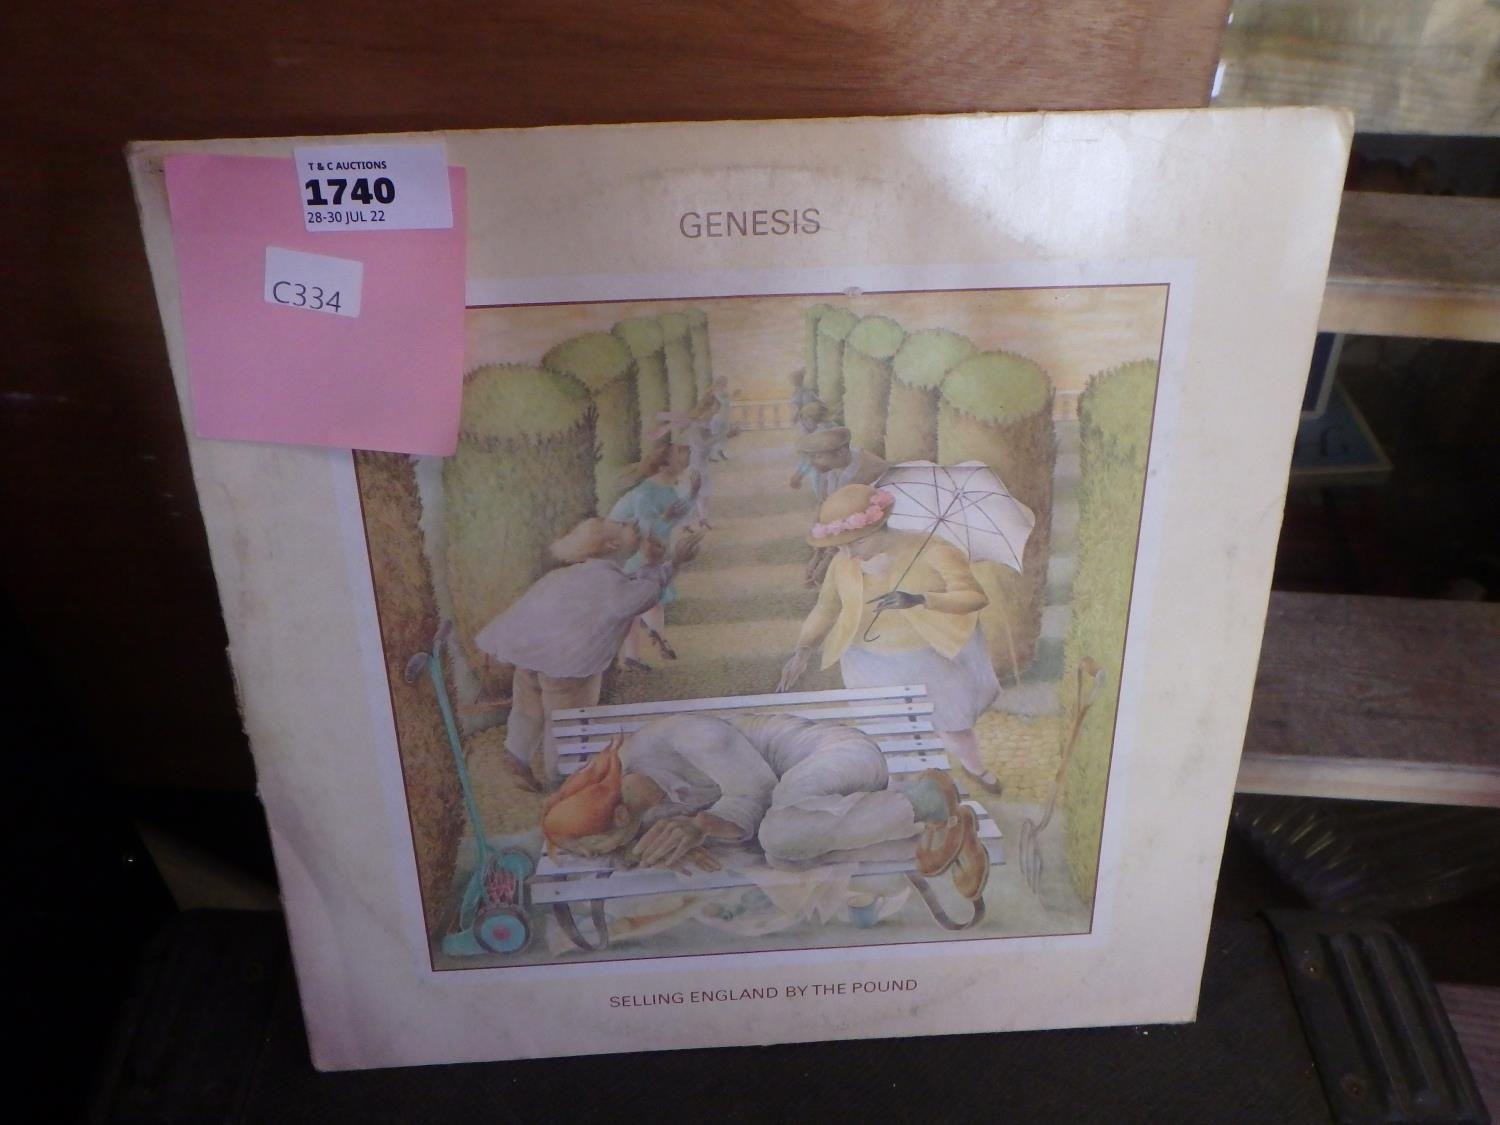 T & C AUCTIONS
1740
28-30 JUL 22
C334
GENESIS
SELLING ENGLAND BY THE POUND